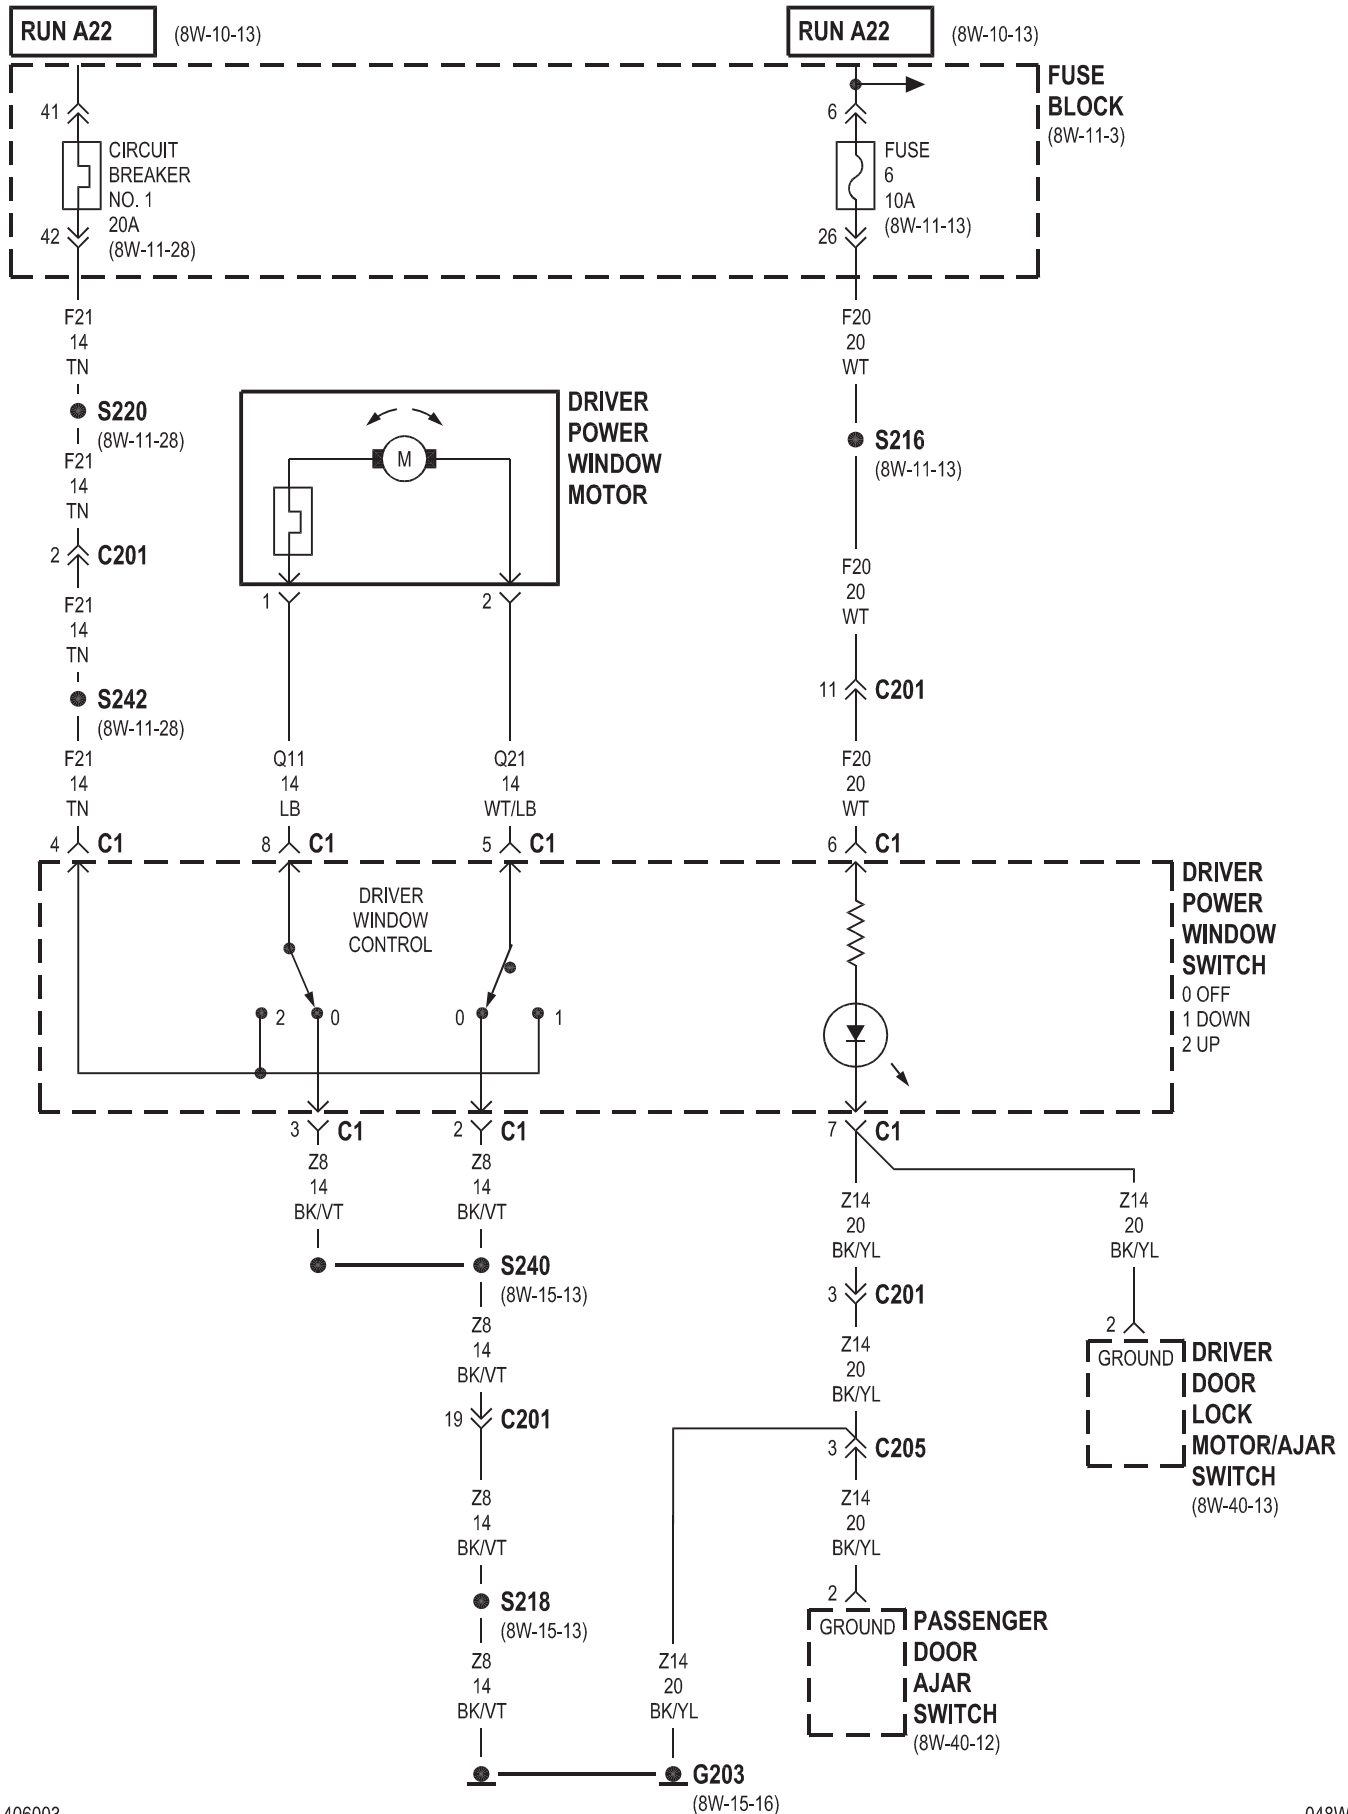 RUN A22
(8W-10-13)
RUN A22
(8W-10-13)
FUSE
BLOCK
(8W-11-3)
41
CIRCUIT
BREAKER
NO. 1
20A
(8W-11-28)
42
6
FUSE
6
10A
(8W-11-13)
26
F21
14
TN
S220
(8W-11-28)
F21
14
TN
2
C201
F21
14
TN
S242
(8W-11-28)
F21
14
TN
4
C1
M
DRIVER
POWER
WINDOW
MOTOR
1
2
Q11
14
LB
8
C1
Q21
14
WT/LB
5
C1
F20
20
WT
S216
(8W-11-13)
F20
20
WT
11
C201
F20
20
WT
6
C1
DRIVER
WINDOW
CONTROL
2
0
0
1
DRIVER
POWER
WINDOW
SWITCH
0 OFF
1 DOWN
2 UP
3
C1
Z8
14
BK/VT
2
C1
Z8
14
BK/VT
S240
(8W-15-13)
Z8
14
BK/VT
19
C201
Z8
14
BK/VT
S218
(8W-15-13)
Z8
14
BK/VT
7
C1
Z14
20
BK/YL
3
C201
Z14
20
BK/YL
3
C205
Z14
20
BK/YL
2
GROUND
PASSENGER
DOOR
AJAR
SWITCH
(8W-40-12)
Z14
20
BK/YL
2
GROUND
DRIVER
DOOR
LOCK
MOTOR/AJAR
SWITCH
(8W-40-13)
Z14
20
BK/YL
G203
(8W-15-16)